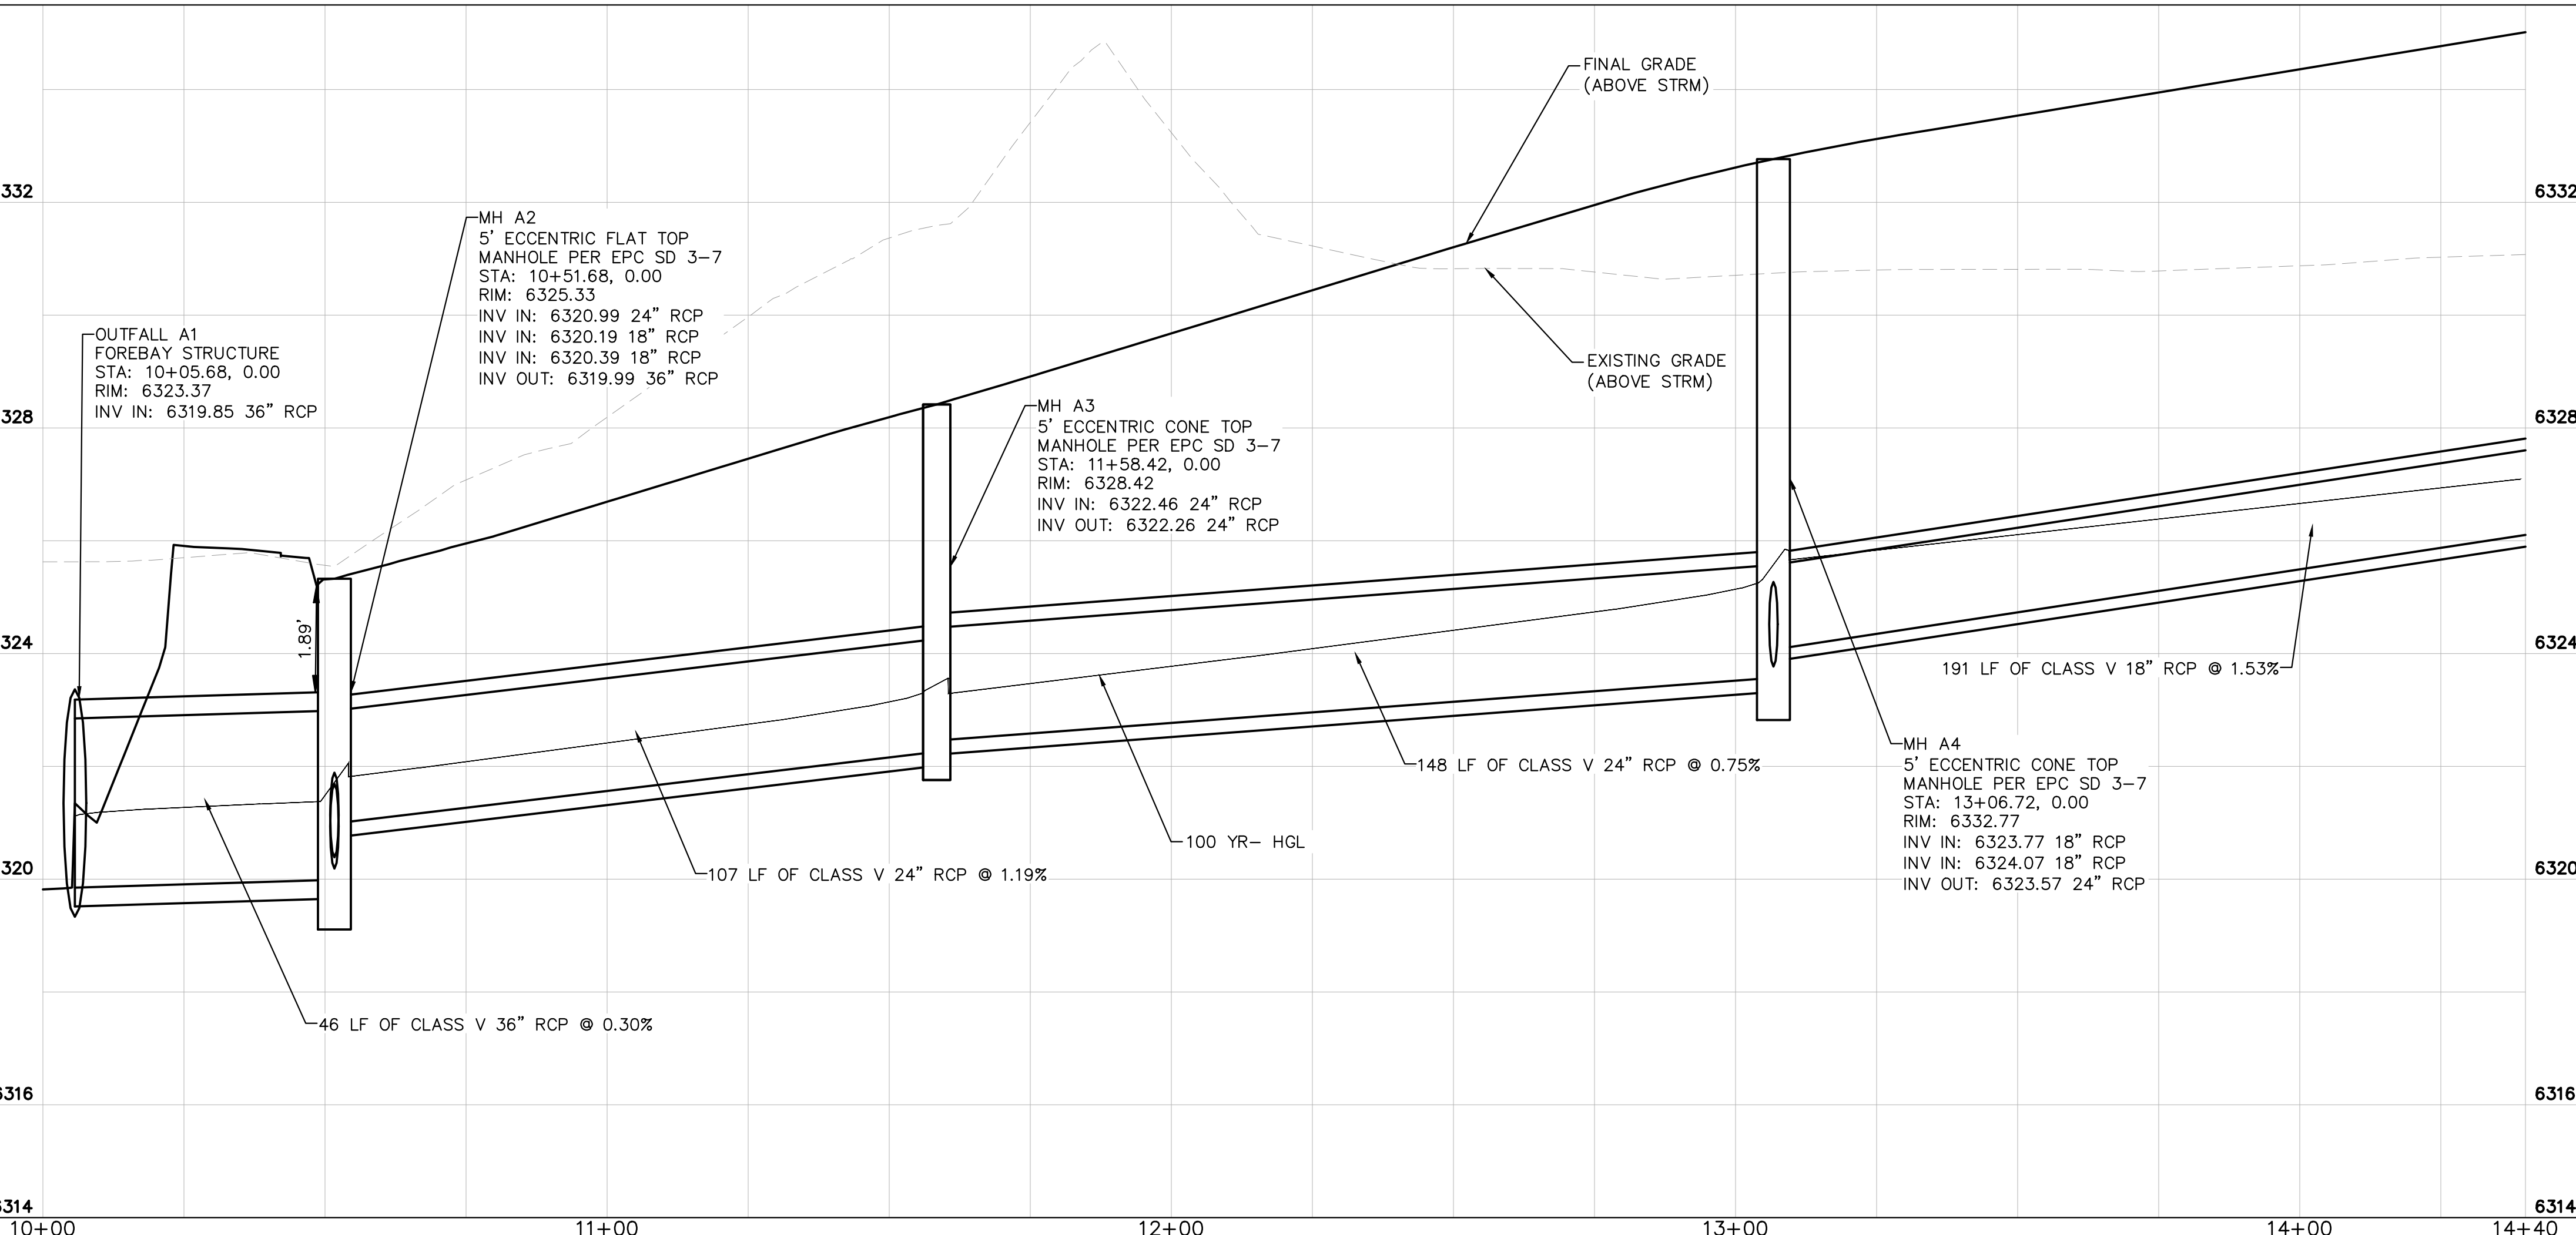 FINAL GRADE
(ABOVE STRM)
332
6332
MH A2
5' ECCENTRIC FLAT TOP
MANHOLE PER EPC SD 3-7
STA: 10+51.68, 0.00
RIM: 6325.33
INV IN: 6320.99 24" RCP
INV IN: 6320.19 18" RCP
INV IN: 6320.39 18" RCP
INV OUT: 6319.99 36" RCP
OUTFALL A1
FOREBAY STRUCTURE
STA: 10+05.68, 0.00
RIM: 6323.37
INV IN: 6319.85 36" RCP
EXISTING GRADE
(ABOVE STRM)
328
6328
MH A3
5' ECCENTRIC CONE TOP
MANHOLE PER EPC SD 3-7
STA: 11+58.42, 0.00
RIM: 6328.42
INV IN: 6322.46 24" RCP
INV OUT: 6322.26 24" RCP
1.89'
324
6324
191 LF OF CLASS V 18" RCP @ 1.53%
148 LF OF CLASS V 24" RCP @ 0.75%
MH A4
5' ECCENTRIC CONE TOP
MANHOLE PER EPC SD 3-7
STA: 13+06.72, 0.00
RIM: 6332.77
INV IN: 6323.77 18" RCP
INV IN: 6324.07 18" RCP
INV OUT: 6323.57 24" RCP
100 YR- HGL
107 LF OF CLASS V 24" RCP @ 1.19%
320
6320
46 LF OF CLASS V 36" RCP @ 0.30%
6316
6316
6314
6314
10+00
11+00
12+00
13+00
14+00
14+40